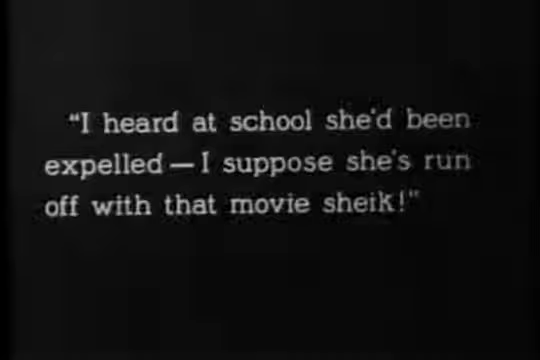 "I heard at school she'd been
expelled — I suppose she's run
off with that movie sheik!"